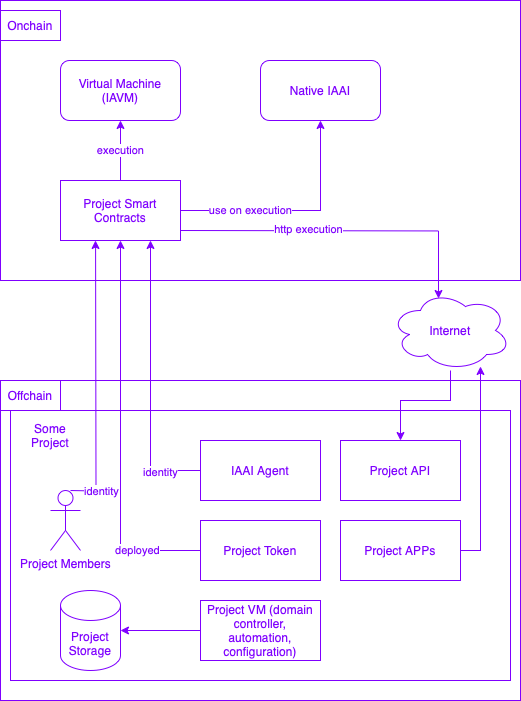 Onchain
Virtual Machine
(IAVM)
Native IAAI
execution
Project Smart
Contracts
use on execution
http execution
Internet
Offchain
Some
Project
IAAI Agent
Project API
identity
identity
Project Members
deployed
Project Token
Project APPs
Project
Storage
Project VM (domain
controller,
automation,
configuration)